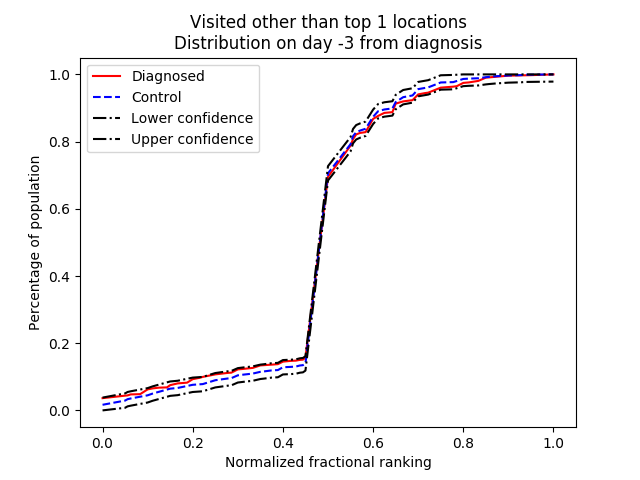 Visited other than top 1 locations
Distribution on day -3 from diagnosis
1.0
0.8
0.6
0.4
0.2
0.0
Percentage of population
Diagnosed
Control
Lower confidence
Upper confidence
0.0 0.2 0.4 0.6 0.8 1.0
Normalized fractional ranking